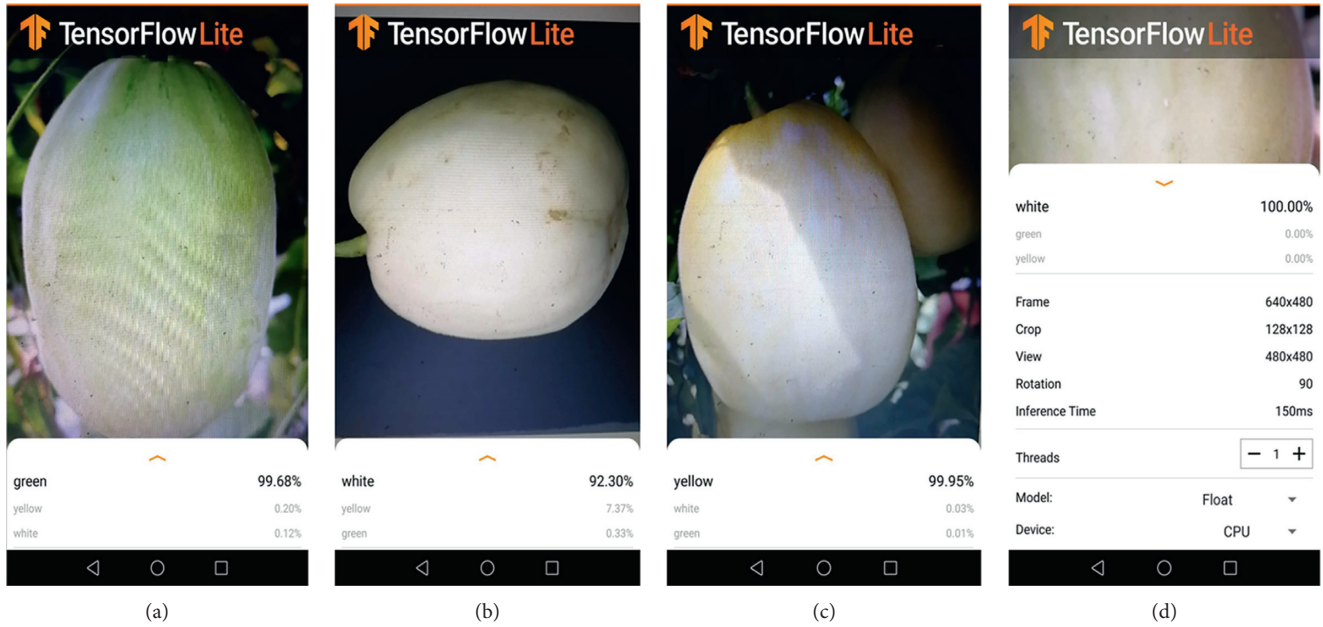 TensorFlow Lite
green 99.68%
yellow 0.20%
white 0.12%
(a)
TensorFlow Lite
white 92.30%
yellow 7.37%
green 0.33%
(b)
TensorFlow Lite
yellow 99.95%
white 0.03%
green 0.01%
(c)
TensorFlow Lite
white 100.00%
green 0.00%
yellow 0.00%
Frame 640x480
Crop 128x128
View 480x480
Rotation 90
Inference Time 150ms
Threads 1
Model: Float
Device: CPU
(d)